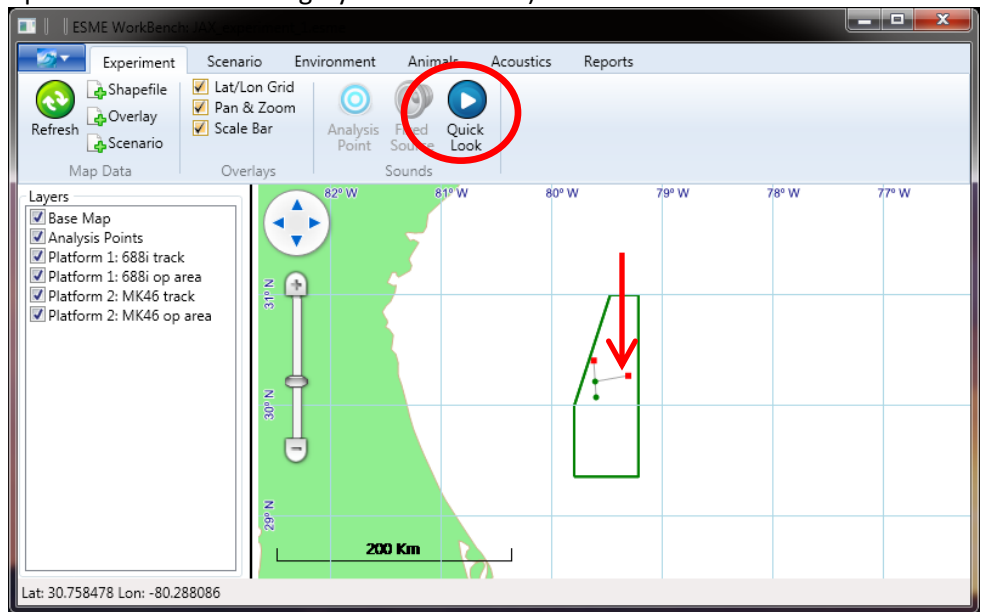 ESME WorkBench: JAX
Experiment Scenario Environment Animals Acoustics Reports
Refresh
Shapefile
Overlay
Scenario
Map Data
Lat/Lon Grid
Pan & Zoom
Scale Bar
Overlays
Analysis Point
Fixed Source
Quick Look
Sounds
Layers
Base Map
Analysis Points
Platform 1: 688i track
Platform 1: 688i op area
Platform 2: MK46 track
Platform 2: MK46 op area
82° W 81° W 80° W 79° W 78° W 77° W
31° N
30° N
29° N
200 Km
Lat: 30.758478 Lon: -80.288086